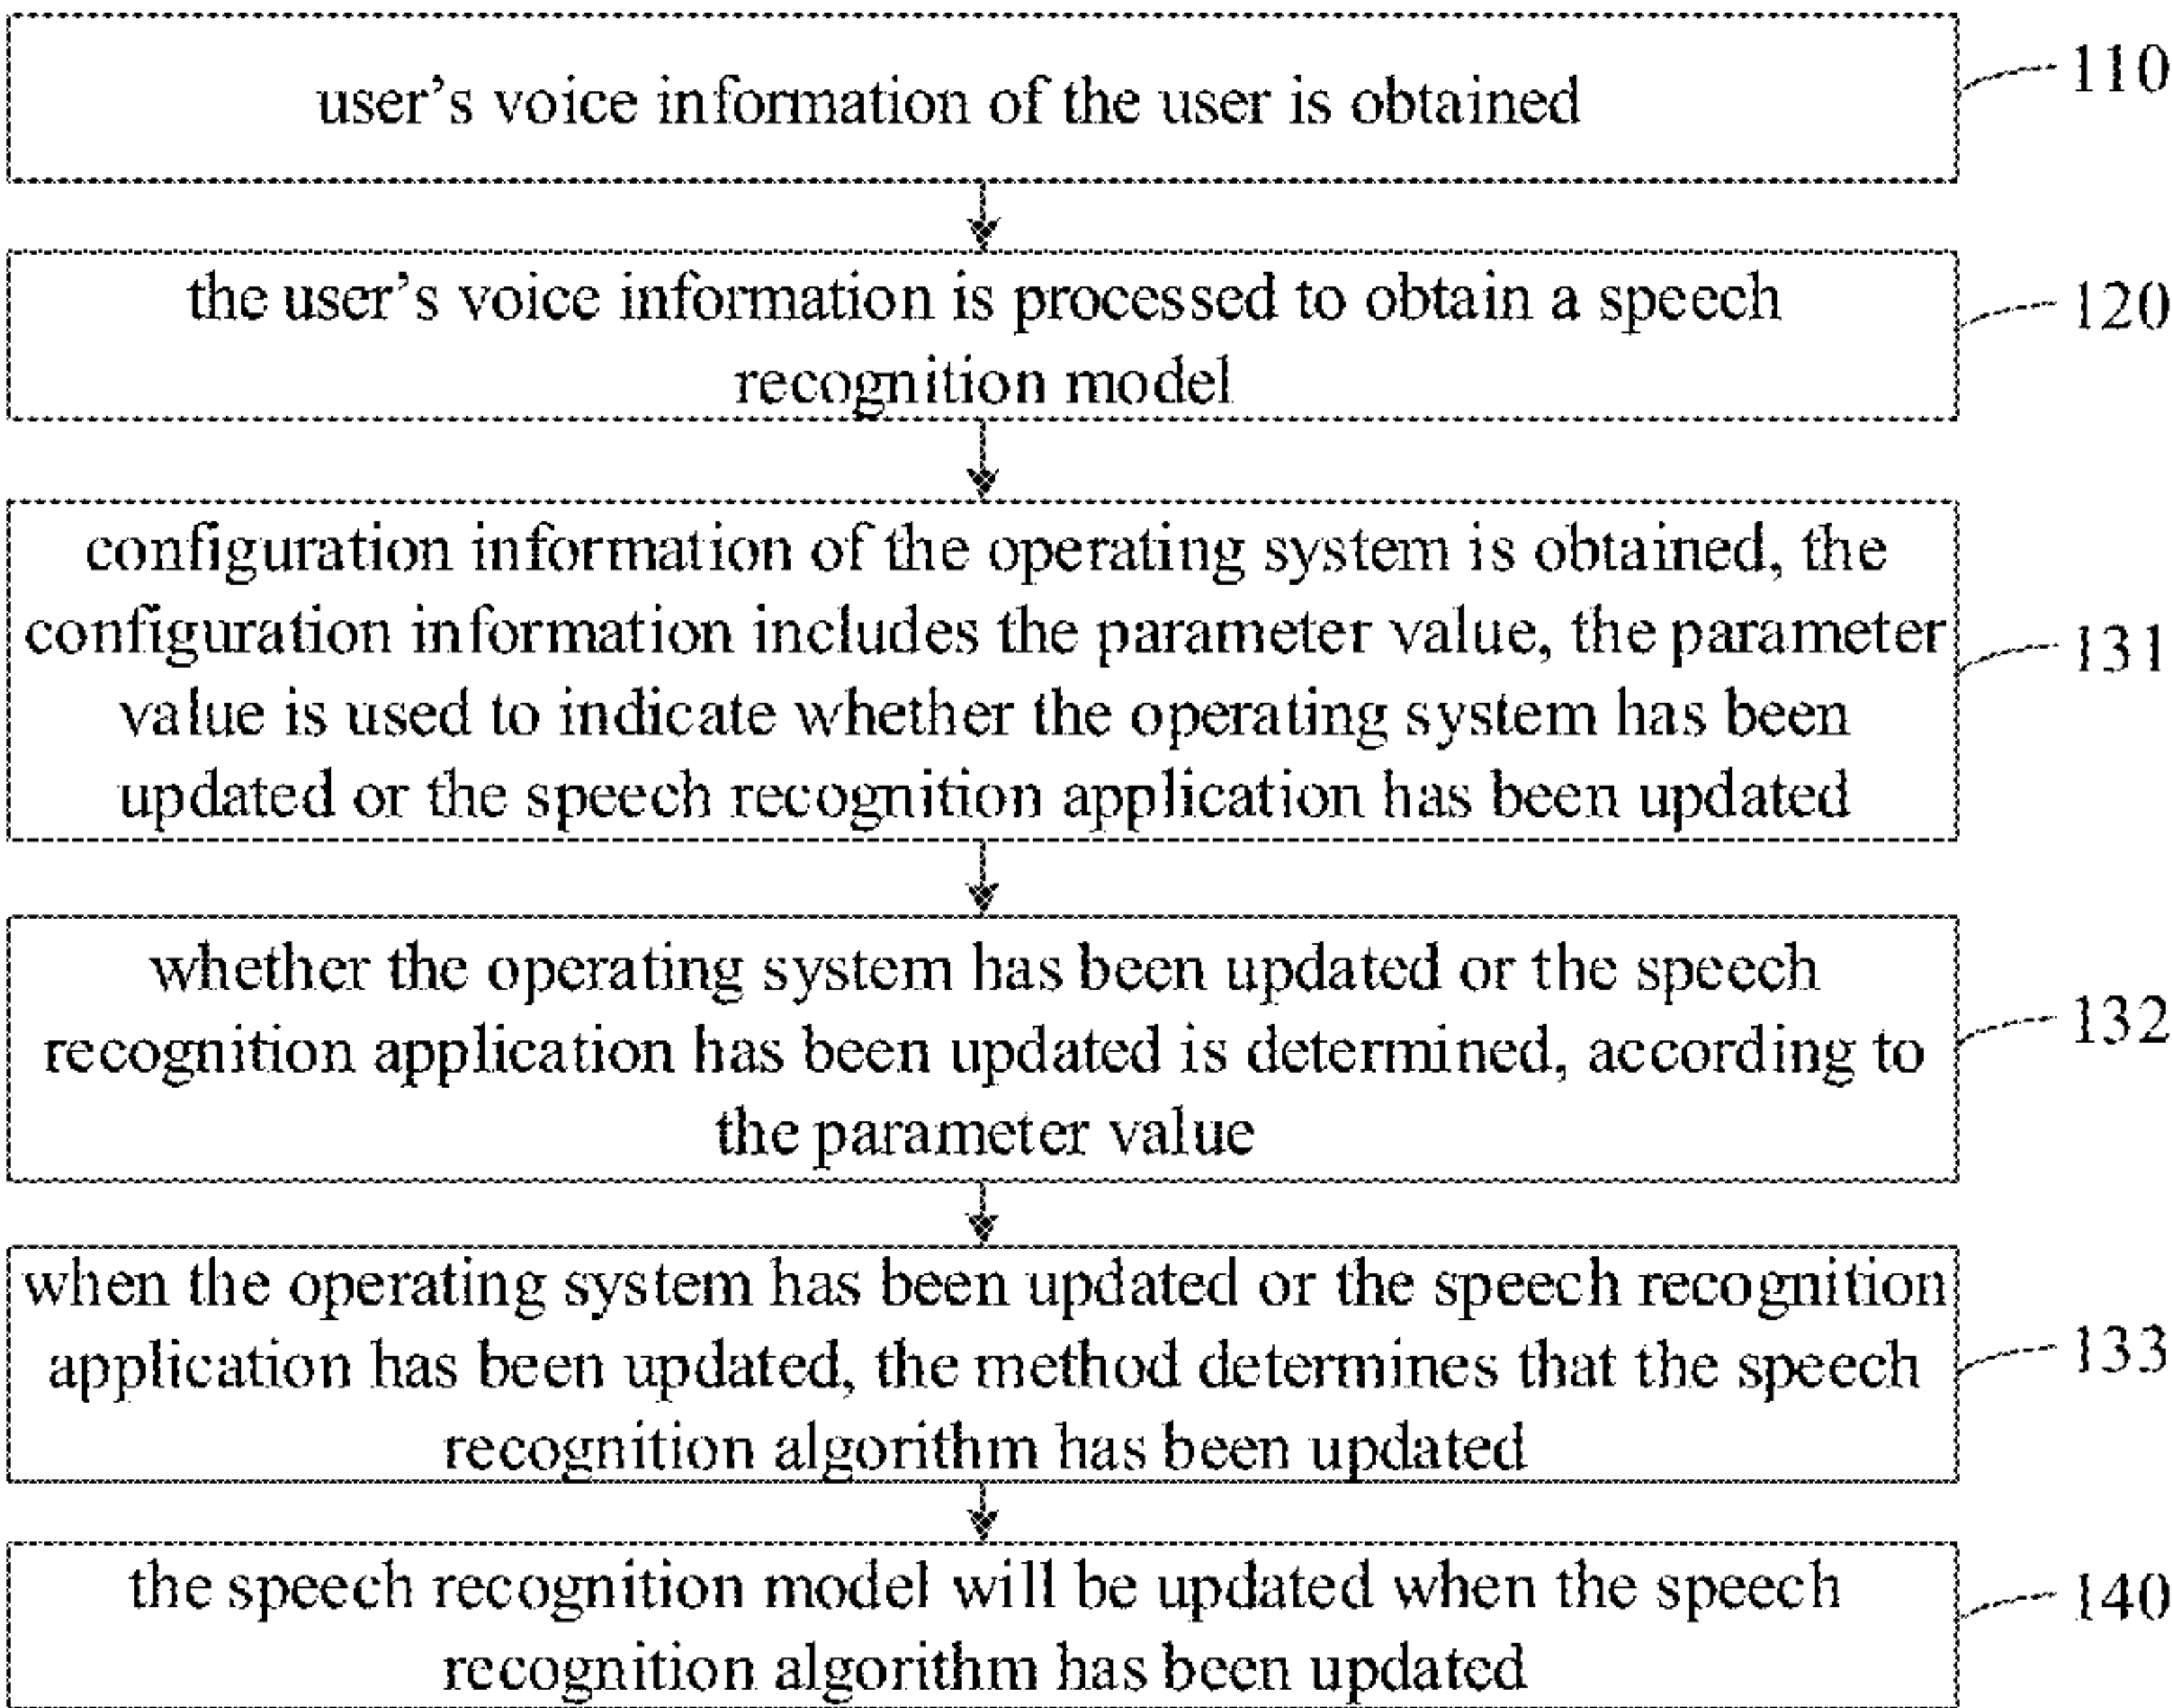 user's voice information of the user is obtained
110
the user's voice information is processed to obtain a speech
recognition model
120
configuration information of the operating system is obtained, the
configuration information includes the parameter value, the parameter
value is used to indicate whether the operating system has been
updated or the speech recognition application has been updated
131
whether the operating system has been updated or the speech
recognition application has been updated is determined, according to
the parameter value
132
when the operating system has been updated or the speech recognition
application has been updated, the method determines that the speech
recognition algorithm has been updated
133
the speech recognition model will be updated when the speech
recognition algorithm has been updated
140